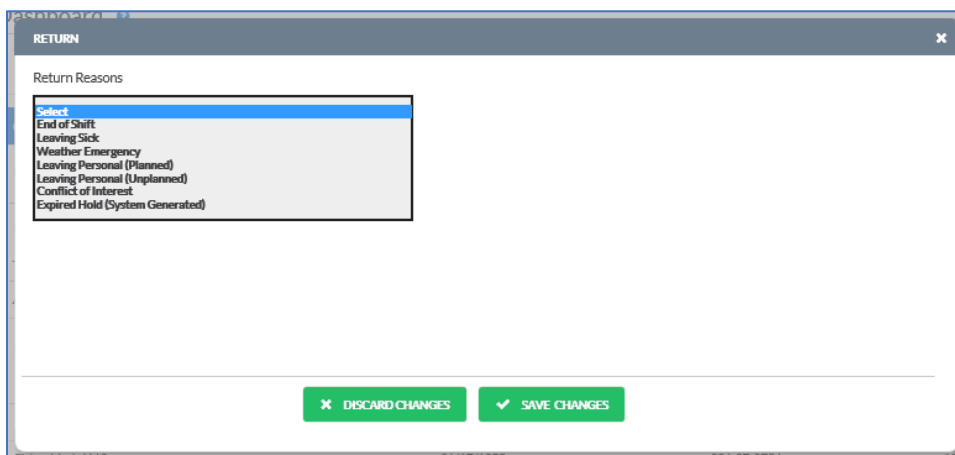 Dashboard
RETURN
Return Reasons
Select
End of Shift
Leaving Sick
Weather Emergency
Leaving Personal (Planned)
Leaving Personal (Unplanned)
Conflict of Interest
Expired Hold (System Generated)
DISCARD CHANGES
SAVE CHANGES